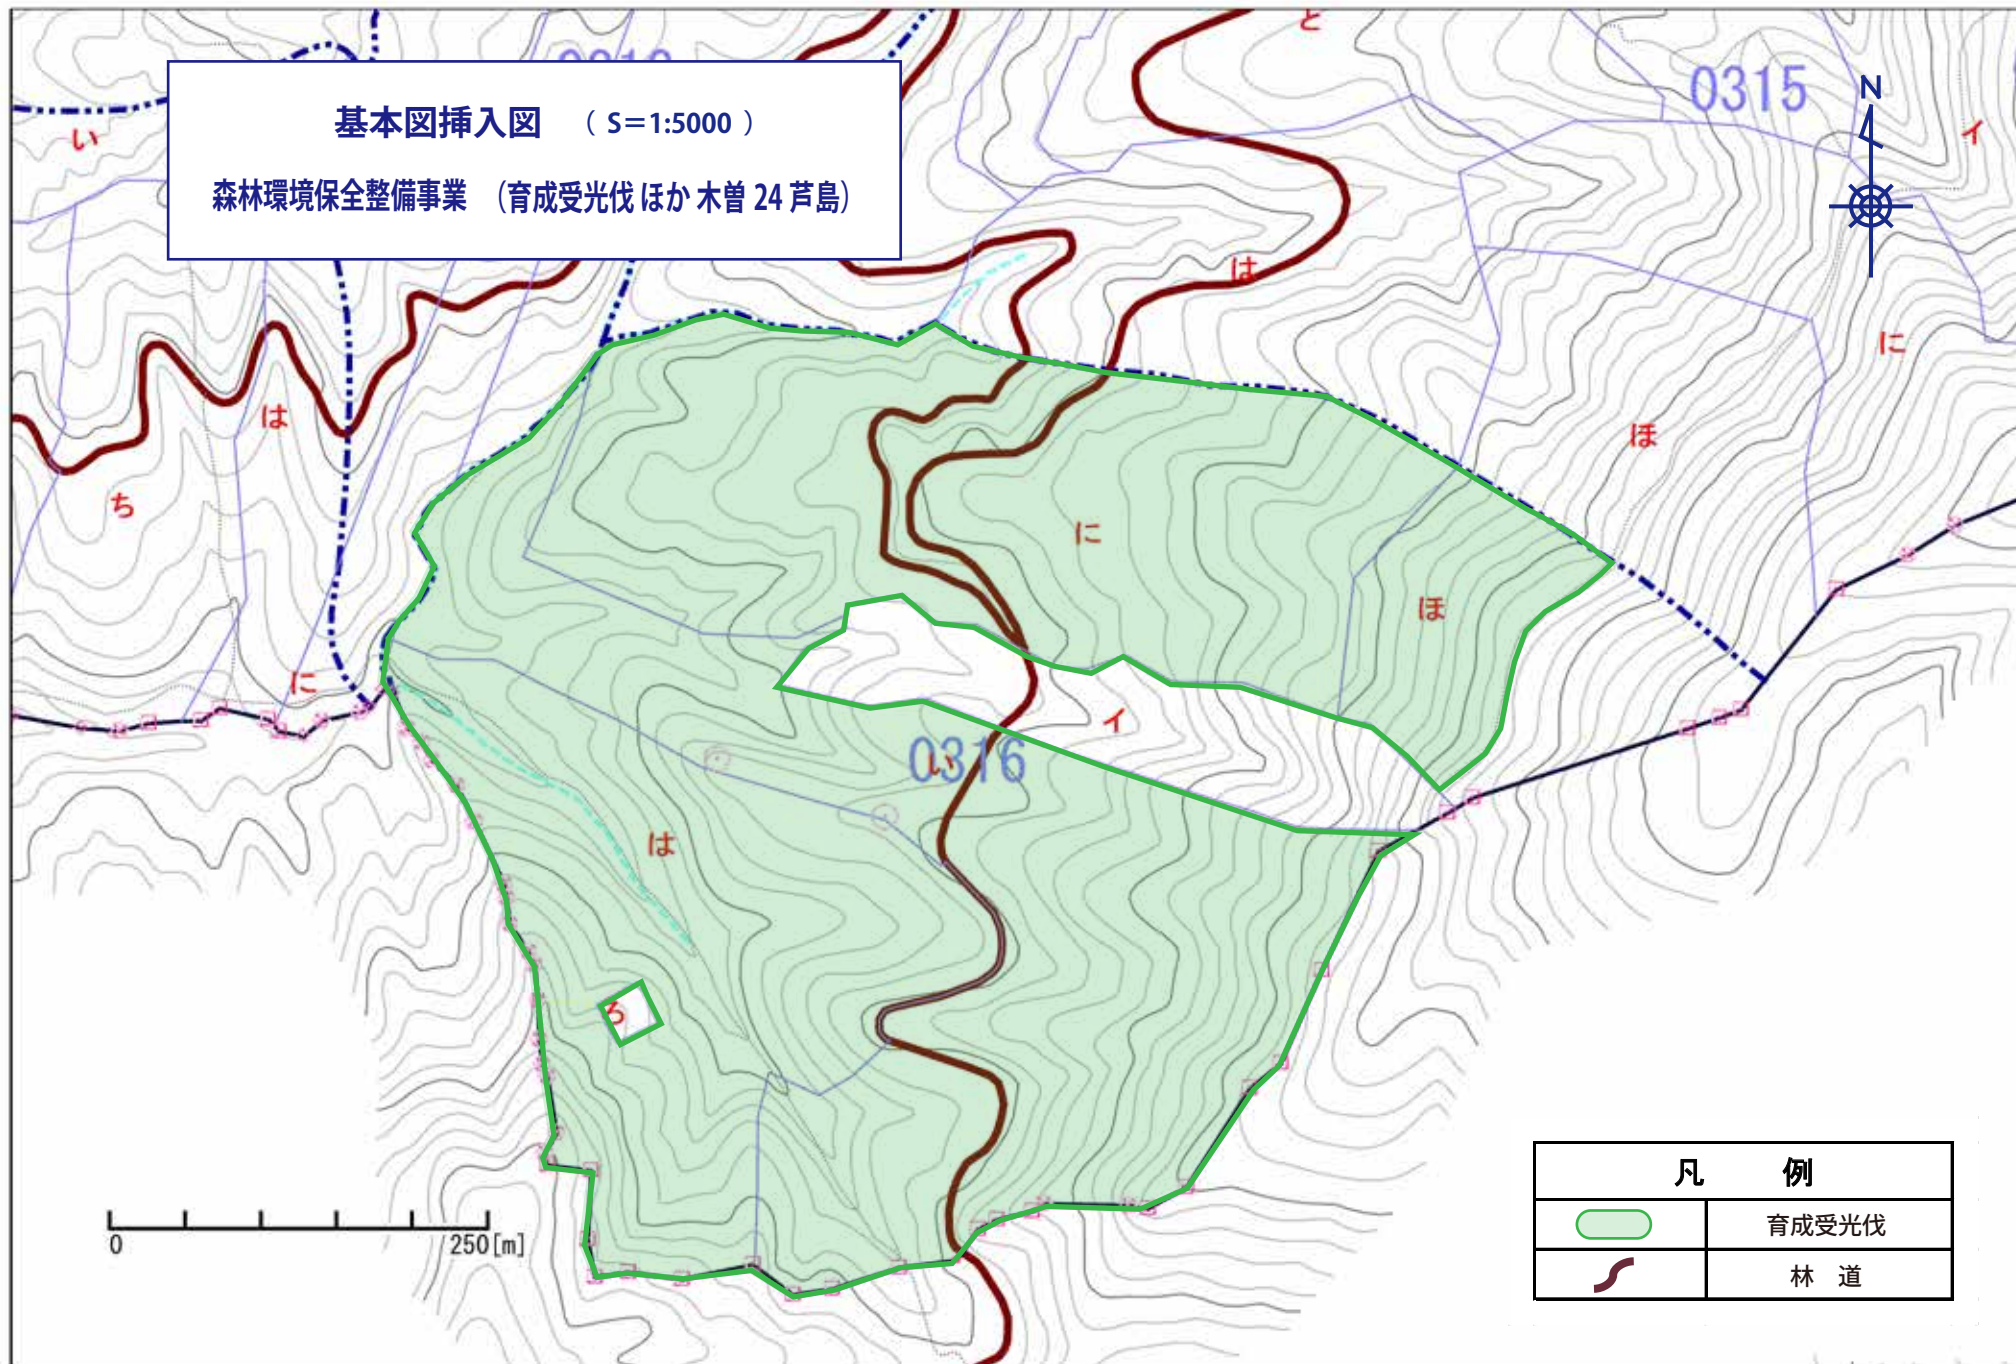 と
0315
N
基本図挿入図 （ S＝1:5000 ）
森林環境保全整備事業 （育成受光伐 ほか 木曽 24 芦島）
い
イ
は
に
は
ほ
ち
に
ほ
に
イ
0316
い
は
ろ
0
250[m]
凡 例
育成受光伐
林 道